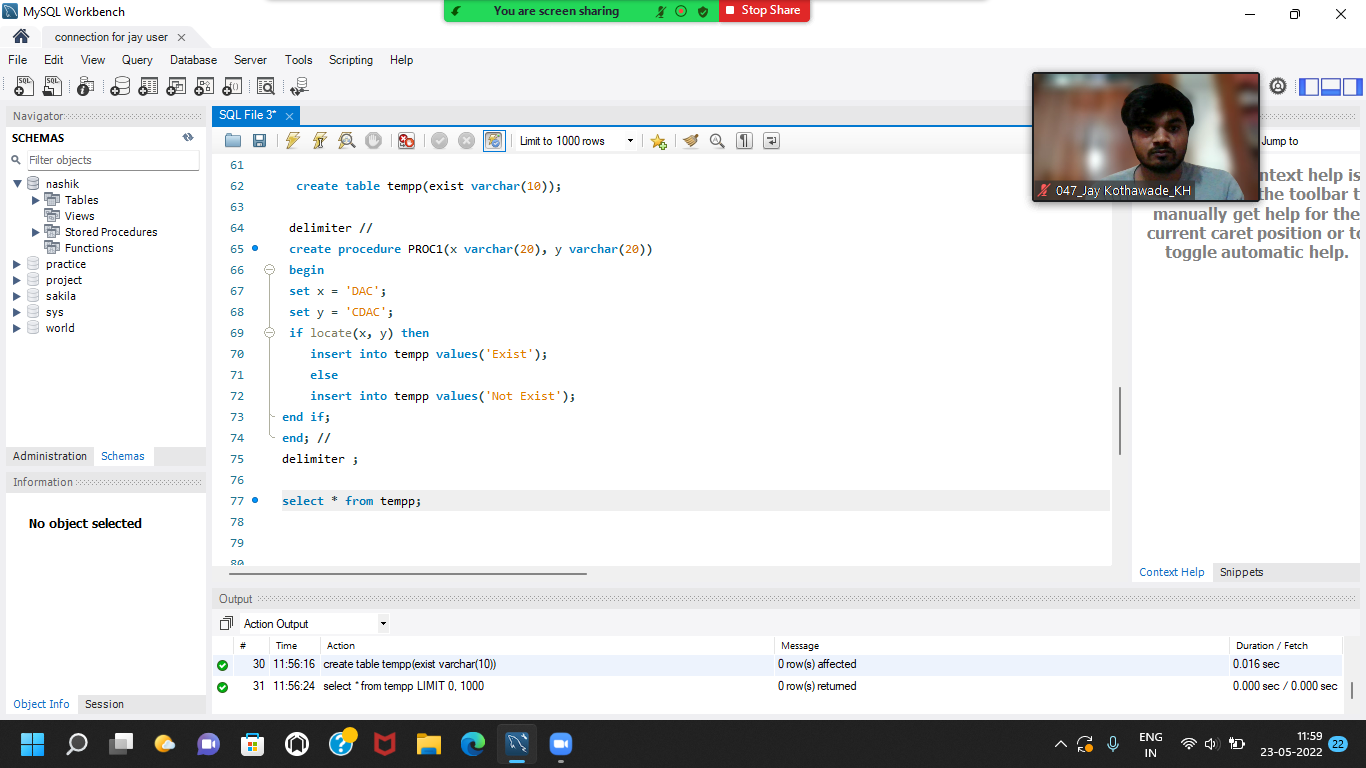 MySQL Workbench
You are screen sharing
Stop Share
connection for jay user
File Edit View Query Database Server Tools Scripting Help
Navigator
SCHEMAS
Filter objects
nashik
Tables
Views
Stored Procedures
Functions
practice
project
sakila
sys
world
Administration Schemas
Information
No object selected
Object Info Session
SQL File 3*
Limit to 1000 rows
61
62 create table tempp(exist varchar(10));
63
64 delimiter //
65 create procedure PROC1(x varchar(20), y varchar(20))
66 begin
67 set x = 'DAC';
68 set y = 'CDAC';
69 if locate(x, y) then
70 insert into tempp values('Exist');
71 else
72 insert into tempp values('Not Exist');
73 end if;
74 end; //
75 delimiter ;
76
77 select * from tempp;
78
79
80
047_Jay Kothawade_KH
Jump to
ntext help is
the toolbar t
manually get help for the
current caret position or to
toggle automatic help.
Context Help Snippets
Output
Action Output
# Time Action Message Duration / Fetch
30 11:56:16 create table tempp(exist varchar(10)) 0 row(s) affected 0.016 sec
31 11:56:24 select * from tempp LIMIT 0, 1000 0 row(s) returned 0.000 sec / 0.000 sec
ENG
IN
11:59
23-05-2022
22